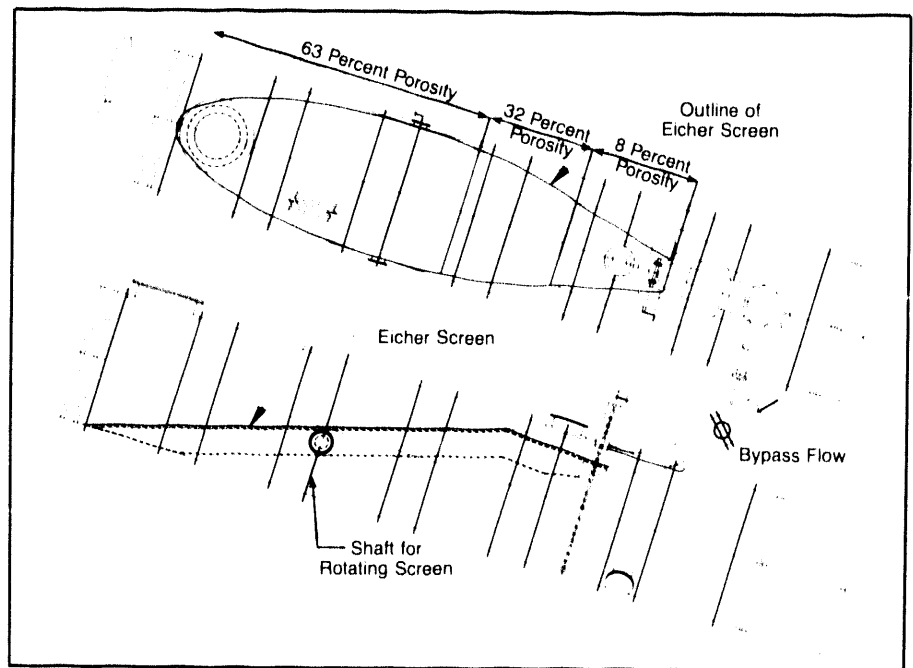 63 Percent Porosity
32 Percent
Porosity
8 Percent
Porosity
Outline of
Eicher Screen
Eicher Screen
Bypass Flow
Shaft for
Rotating Screen